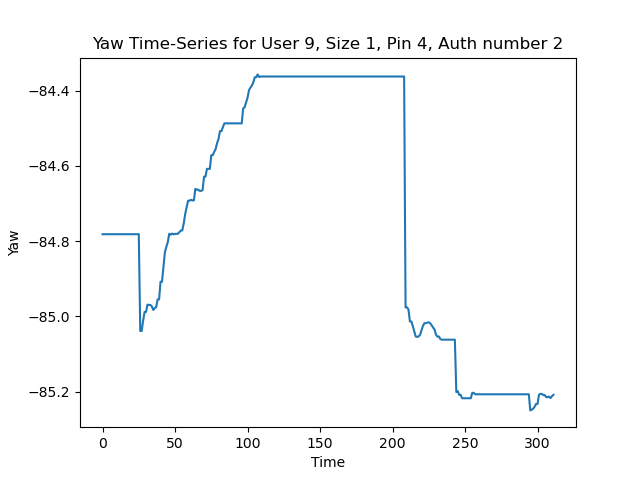 Yaw Time-Series for User 9, Size 1, Pin 4, Auth number 2
−84.4
−84.6
−84.8
−85.0
−85.2
Yaw
0 50 100 150 200 250 300
Time